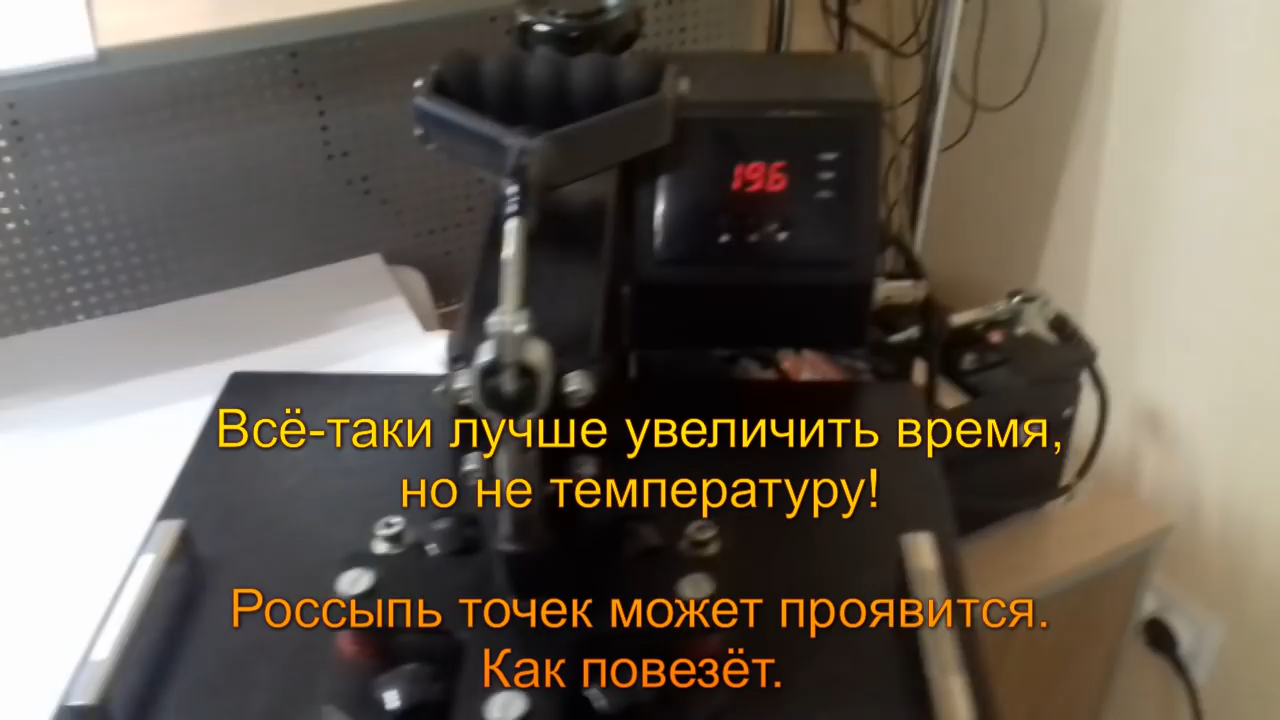 196
Всё-таки лучше увеличить время,
но не температуру!
Россыпь точек может проявится.
Как повезёт.